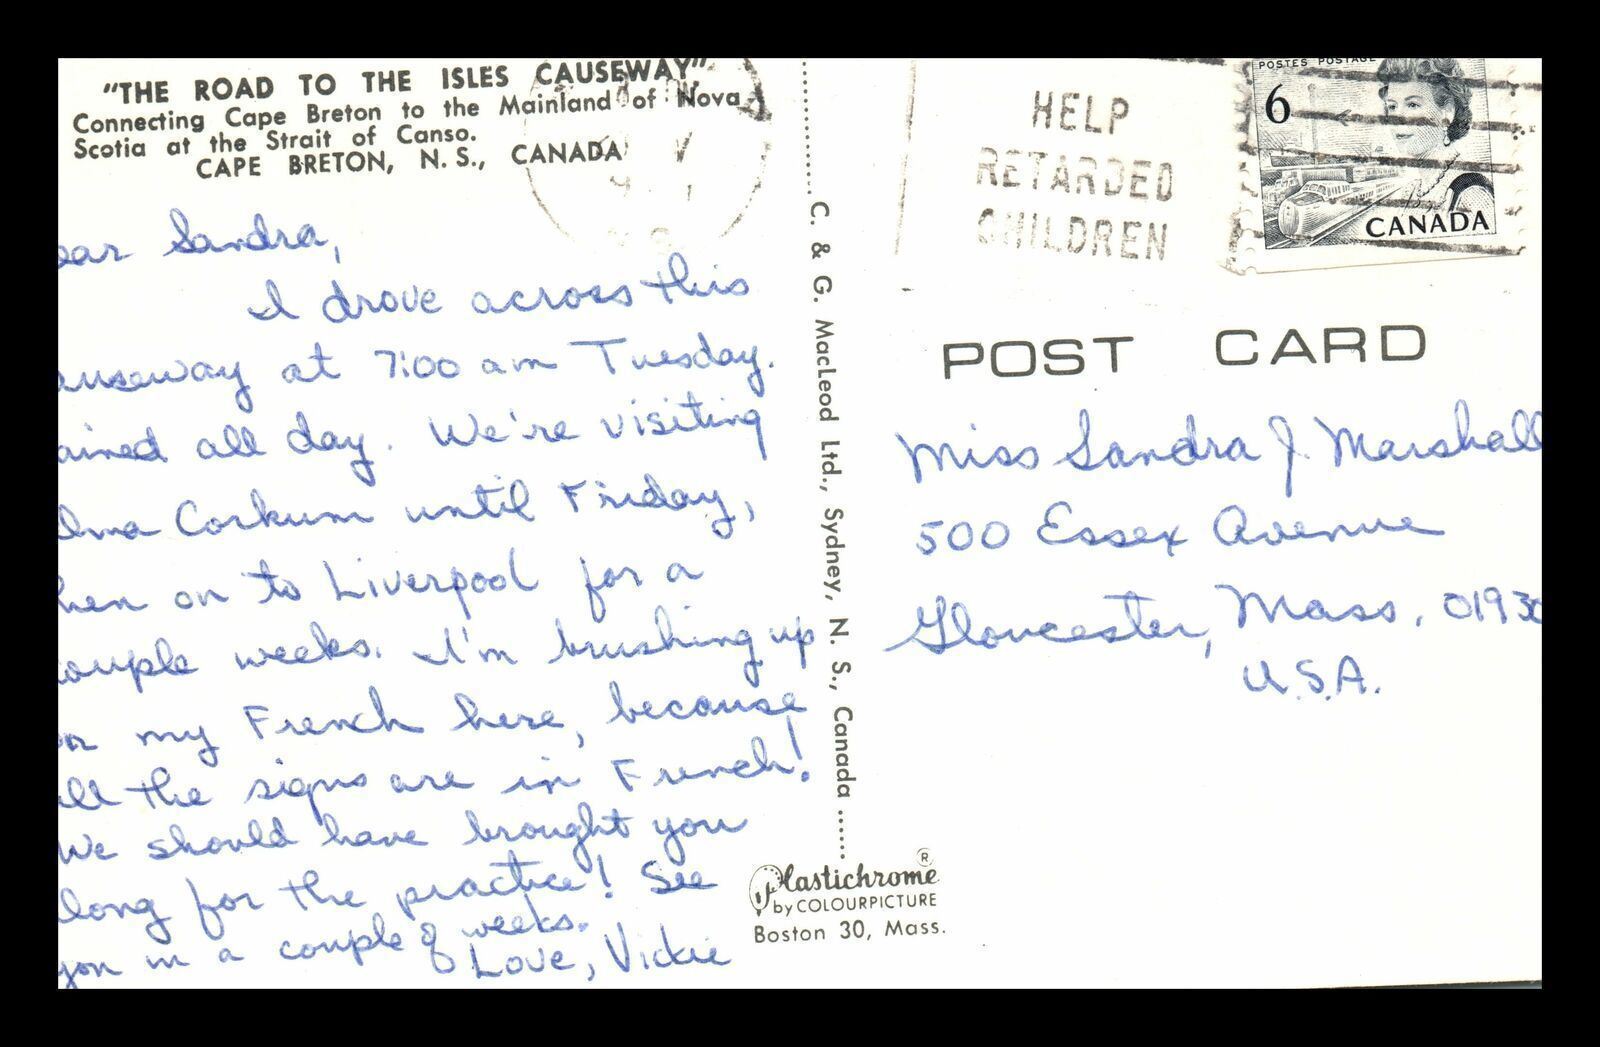 "THE ROAD TO THE ISLES CAUSEWAY"
Connecting Cape Breton to the Mainland of Nova
Scotia at the Strait of Canso.
CAPE BRETON, N. S., CANADA
ear Sandra,
I drove across this
auseway at 7:00 am Tuesday.
ained all day. We're visiting
lma Corkum until Friday,
hen on to Liverpool for a
ouple weeks. I'm brushing up
on my French here, because
all the signs are in French!
We should have brought you
long for the practice! See
you in a couple of weeks.
Love, Vickie
C. & G. MacLeod Ltd., Sydney, N. S., Canada
Plastichrome ®
by COLOURPICTURE
Boston 30, Mass.
HELP
RETARDED
CHILDREN
POSTES POSTAGE
6
CANADA
POST CARD
Miss Sandra J. Marshall
500 Essex Avenue
Gloucester, Mass. 01930
U.S.A.